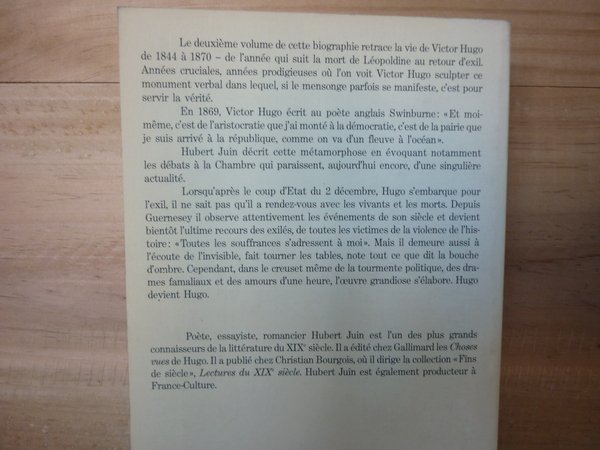 Le deuxième volume de cette biographie retrace la vie de Victor Hugo
de 1844 à 1870 – de l'année qui suit la mort de Léopoldine au retour d'exil.
Années cruciales, années prodigieuses où l'on voit Victor Hugo sculpter ce
monument verbal dans lequel, si le mensonge parfois se manifeste, c'est pour
servir la vérité.
En 1869, Victor Hugo écrit au poète anglais Swinburne : « Et moi-
même, c'est de l'aristocratie que j'ai monté à la démocratie, c'est de la pairie que
je suis arrivé à la république, comme on va d'un fleuve à l'océan ».
Hubert Juin décrit cette métamorphose en évoquant notamment
les débats à la Chambre qui paraissent, aujourd'hui encore, d'une singulière
actualité.
Lorsqu'après le coup d'Etat du 2 décembre, Hugo s'embarque pour
l'exil, il ne sait pas qu'il a rendez-vous avec les vivants et les morts. Depuis
Guernesey il observe attentivement les événements de son siècle et devient
bientôt l'ultime recours des exilés, de toutes les victimes de la violence de l'his-
toire : « Toutes les souffrances s'adressent à moi ». Mais il demeure aussi à
l'écoute de l'invisible, fait tourner les tables, note tout ce que dit la bouche
d'ombre. Cependant, dans le creuset même de la tourmente politique, des dra-
mes famaliaux et des amours d'une heure, l'œuvre grandiose s'élabore. Hugo
devient Hugo.
Poète, essayiste, romancier Hubert Juin est l'un des plus grands
connaisseurs de la littérature du XIXe siècle. Il a édité chez Gallimard les Choses
vues de Hugo. Il a publié chez Christian Bourgois, où il dirige la collection « Fins
de siècle », Lectures du XIXe siècle. Hubert Juin est également producteur à
France-Culture.